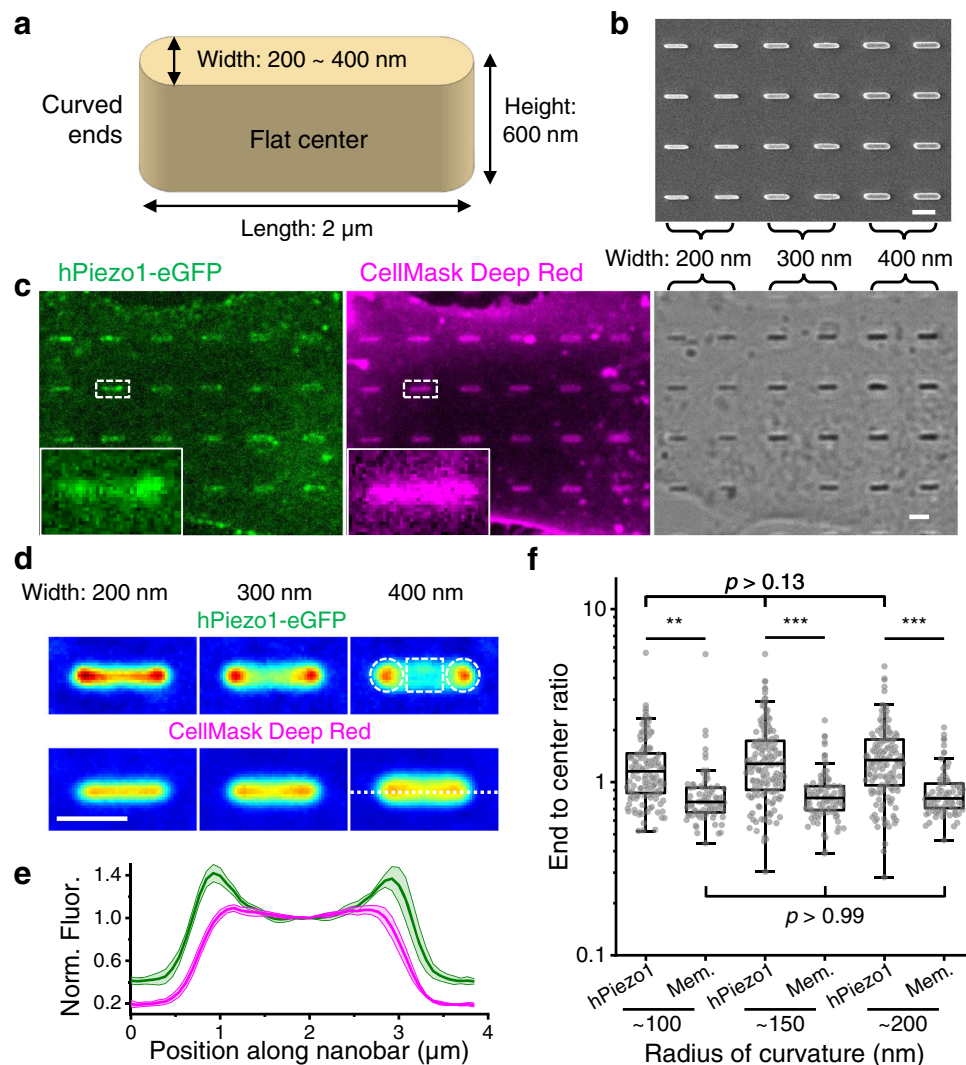 a
Width: 200 ~ 400 nm
Curved ends
Flat center
Height: 600 nm
Length: 2 µm
b
Width: 200 nm
300 nm
400 nm
c
hPiezo1-eGFP
CellMask Deep Red
d
Width: 200 nm
300 nm
400 nm
hPiezo1-eGFP
CellMask Deep Red
e
Norm. Fluor.
1.4
1.0
0.6
0.2
0
1
2
3
4
Position along nanobar (µm)
f
p > 0.13
**
***
***
End to center ratio
10
1
0.1
p > 0.99
hPiezo1
Mem.
hPiezo1
Mem.
hPiezo1
Mem.
~100
~150
~200
Radius of curvature (nm)